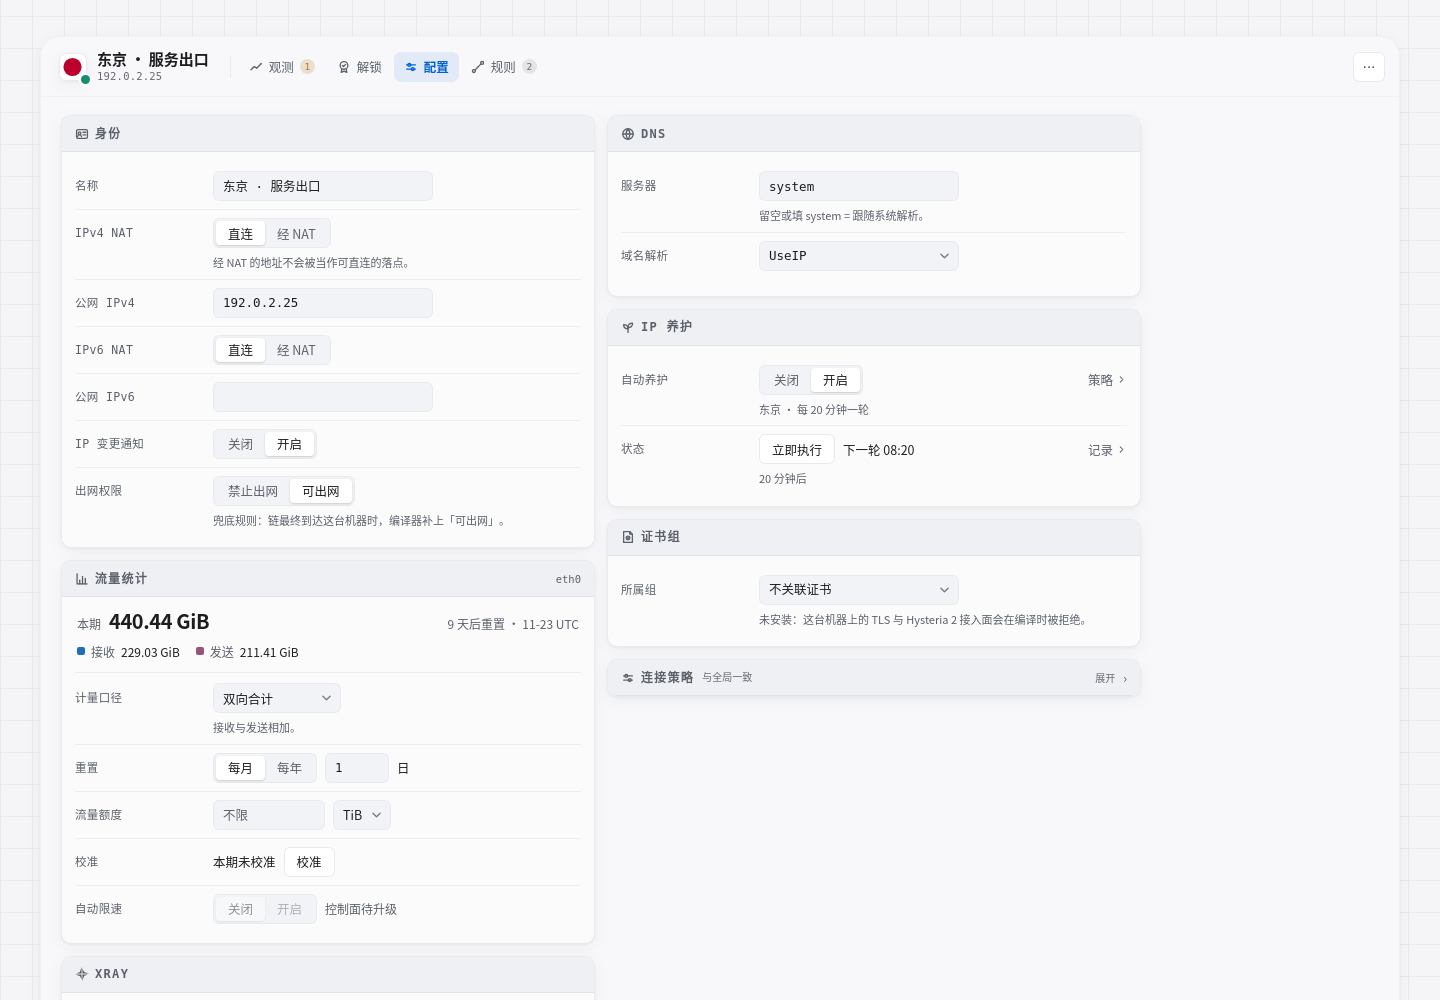 东京 · 服务出口
192.0.2.25
观测 1
解锁
配置
规则 2
···
身份
名称
东京 · 服务出口
IPv4 NAT
直连 经 NAT
经 NAT 的地址不会被当作可直连的落点。
公网 IPv4
192.0.2.25
IPv6 NAT
直连 经 NAT
公网 IPv6
IP 变更通知
关闭 开启
出网权限
禁止出网 可出网
兜底规则：链最终到达这台机器时，编译器补上「可出网」。
流量统计
eth0
本期 440.44 GiB
9 天后重置 · 11-23 UTC
接收 229.03 GiB 发送 211.41 GiB
计量口径
双向合计
接收与发送相加。
重置
每月 每年 1 日
流量额度
不限 TiB
校准
本期未校准 校准
自动限速
关闭 开启 控制面待升级
XRAY
DNS
服务器
system
留空或填 system = 跟随系统解析。
域名解析
UseIP
IP 养护
自动养护
关闭 开启
策略 ›
东京 · 每 20 分钟一轮
状态
立即执行 下一轮 08:20
记录 ›
20 分钟后
证书组
所属组
不关联证书
未安装：这台机器上的 TLS 与 Hysteria 2 接入面会在编译时被拒绝。
连接策略 与全局一致
展开 ›